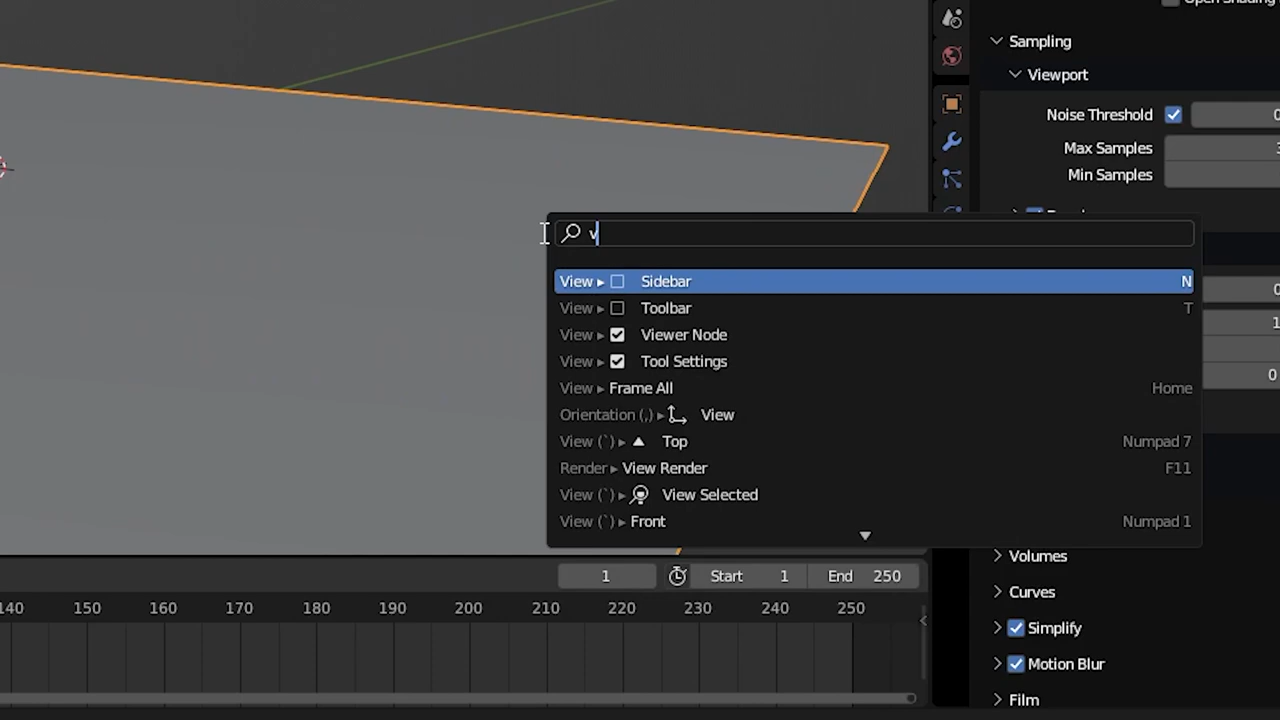 Sampling
Viewport
Noise Threshold
Max Samples
Min Samples
v
View ▸ Sidebar N
View ▸ Toolbar T
View ▸ Viewer Node
View ▸ Tool Settings
View ▸ Frame All Home
Orientation (,) ▸ View
View (`) ▸ Top Numpad 7
Render ▸ View Render F11
View (`) ▸ View Selected
View (`) ▸ Front Numpad 1
1 Start 1 End 250
140 150 160 170 180 190 200 210 220 230 240 250
Volumes
Curves
Simplify
Motion Blur
Film